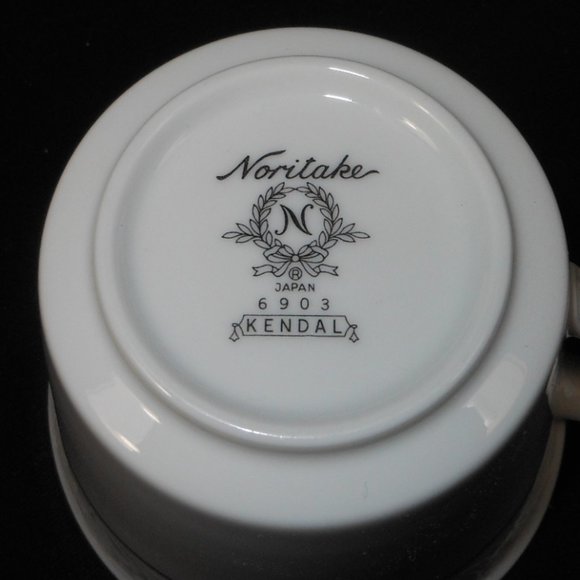 Noritake
N
®
JAPAN
6903
KENDAL